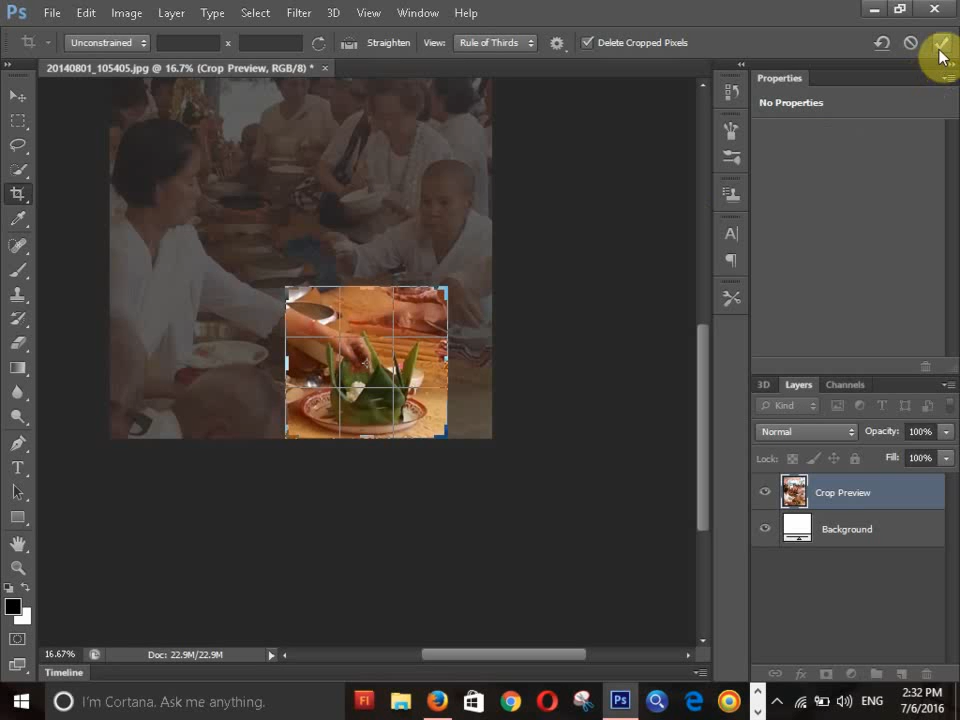 Ps File Edit Image Layer Type Select Filter 3D View Window Help
Unconstrained x Straighten View: Rule of Thirds Delete Cropped Pixels
20140801_105405.jpg @ 16.7% (Crop Preview, RGB/8) * ×
Properties
No Properties
3D Layers Channels
Kind
Normal Opacity: 100%
Lock: Fill: 100%
Crop Preview
Background
16.67% Doc: 22.9M/22.9M
Timeline
I'm Cortana. Ask me anything. Ps ENG 2:32 PM
7/6/2016